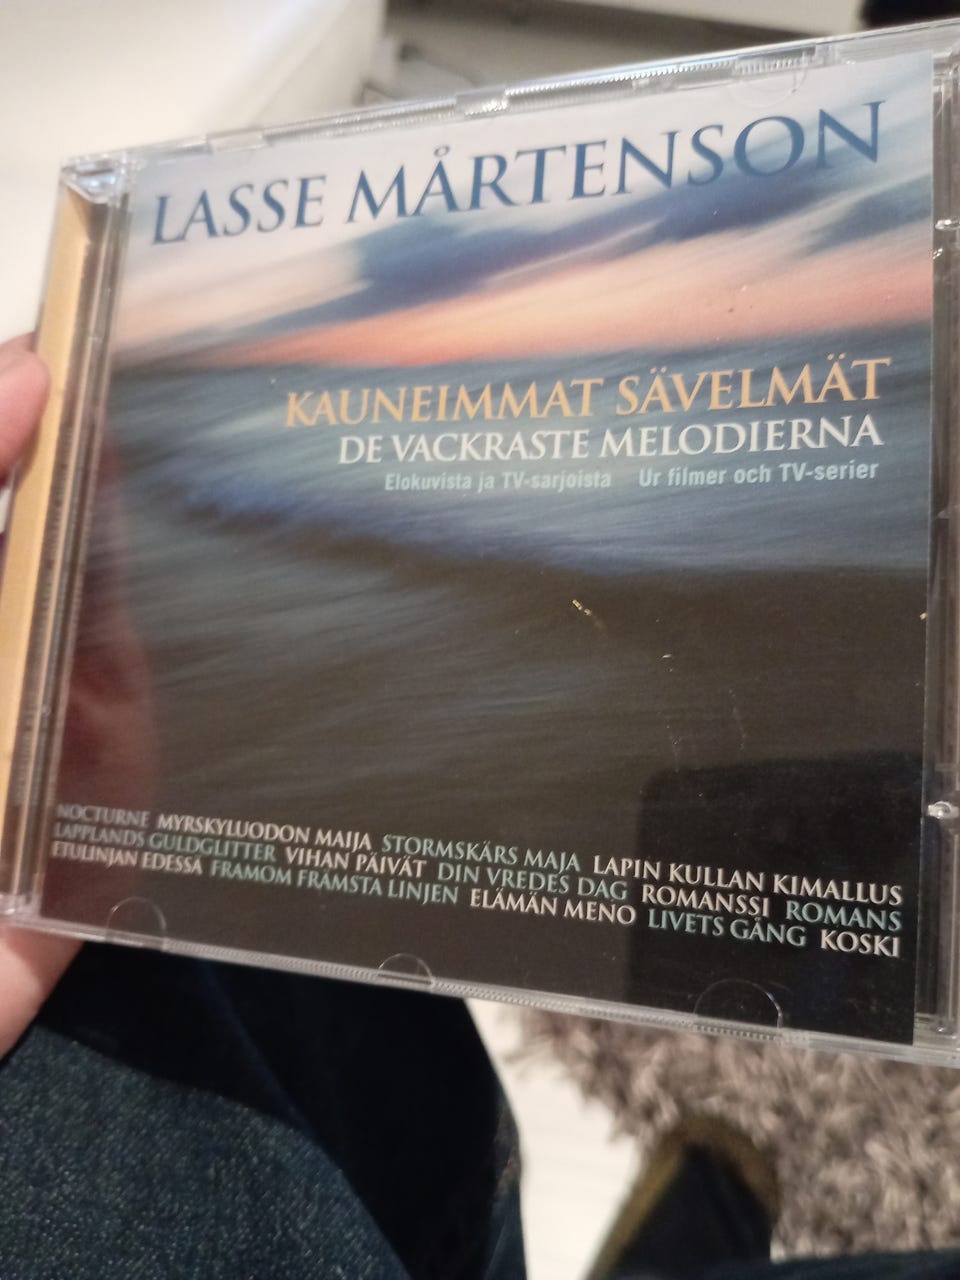 LASSE MÅRTENSON
KAUNEIMMAT SÄVELMÄT
DE VACKRASTE MELODIERNA
Elokuvista ja TV-sarjoista Ur filmer och TV-serier
NOCTURNE MYRSKYLUODON MAIJA STORMSKÄRS MAJA LAPIN KULLAN KIMALLUS
LAPPLANDS GULDGLITTER VIHAN PÄIVÄT DIN VREDES DAG ROMANSSI ROMANS
ETULINJAN EDESSÄ FRAMOM FRÄMSTA LINJEN ELÄMÄN MENO LIVETS GÅNG KOSKI